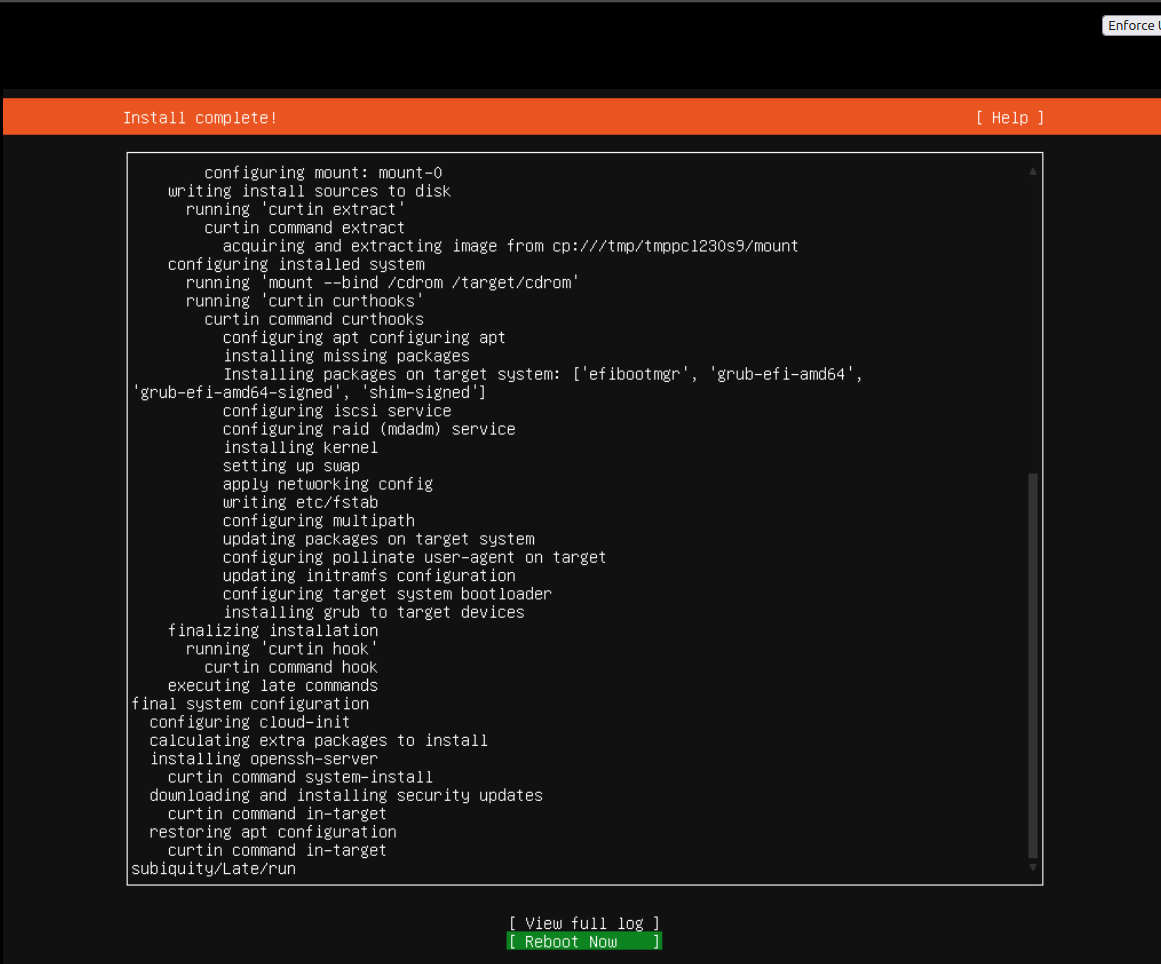 Enforce
Install complete! [ Help ]
configuring mount: mount-0
writing install sources to disk
running 'curtin extract'
curtin command extract
acquiring and extracting image from cp:///tmp/tmppcl230s9/mount
configuring installed system
running 'mount --bind /cdrom /target/cdrom'
running 'curtin curthooks'
curtin command curthooks
configuring apt configuring apt
installing missing packages
Installing packages on target system: ['efibootmgr', 'grub-efi-amd64',
'grub-efi-amd64-signed', 'shim-signed']
configuring iscsi service
configuring raid (mdadm) service
installing kernel
setting up swap
apply networking config
writing etc/fstab
configuring multipath
updating packages on target system
configuring pollinate user-agent on target
updating initramfs configuration
configuring target system bootloader
installing grub to target devices
finalizing installation
running 'curtin hook'
curtin command hook
executing late commands
final system configuration
configuring cloud-init
calculating extra packages to install
installing openssh-server
curtin command system-install
downloading and installing security updates
curtin command in-target
restoring apt configuration
curtin command in-target
subiquity/Late/run
[ View full log ]
[ Reboot Now ]